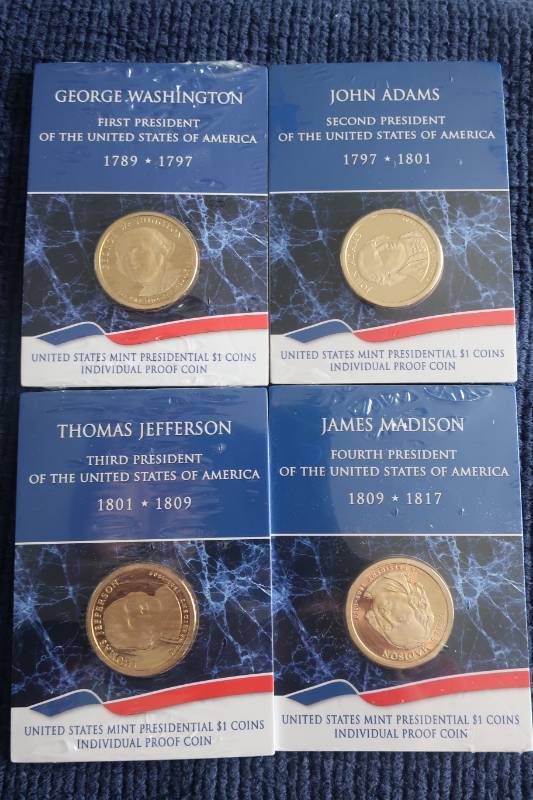 GEORGE WASHINGTON
FIRST PRESIDENT
OF THE UNITED STATES OF AMERICA
1789 ★ 1797
UNITED STATES MINT PRESIDENTIAL $1 COINS
INDIVIDUAL PROOF COIN
JOHN ADAMS
SECOND PRESIDENT
OF THE UNITED STATES OF AMERICA
1797 ★ 1801
JOHN ADAMS
UNITED STATES MINT PRESIDENTIAL $1 COINS
INDIVIDUAL PROOF COIN
THOMAS JEFFERSON
THIRD PRESIDENT
OF THE UNITED STATES OF AMERICA
1801 ★ 1809
THOMAS JEFFERSON
UNITED STATES MINT PRESIDENTIAL $1 COINS
INDIVIDUAL PROOF COIN
JAMES MADISON
FOURTH PRESIDENT
OF THE UNITED STATES OF AMERICA
1809 ★ 1817
JAMES MADISON
UNITED STATES MINT PRESIDENTIAL $1 COINS
INDIVIDUAL PROOF COIN